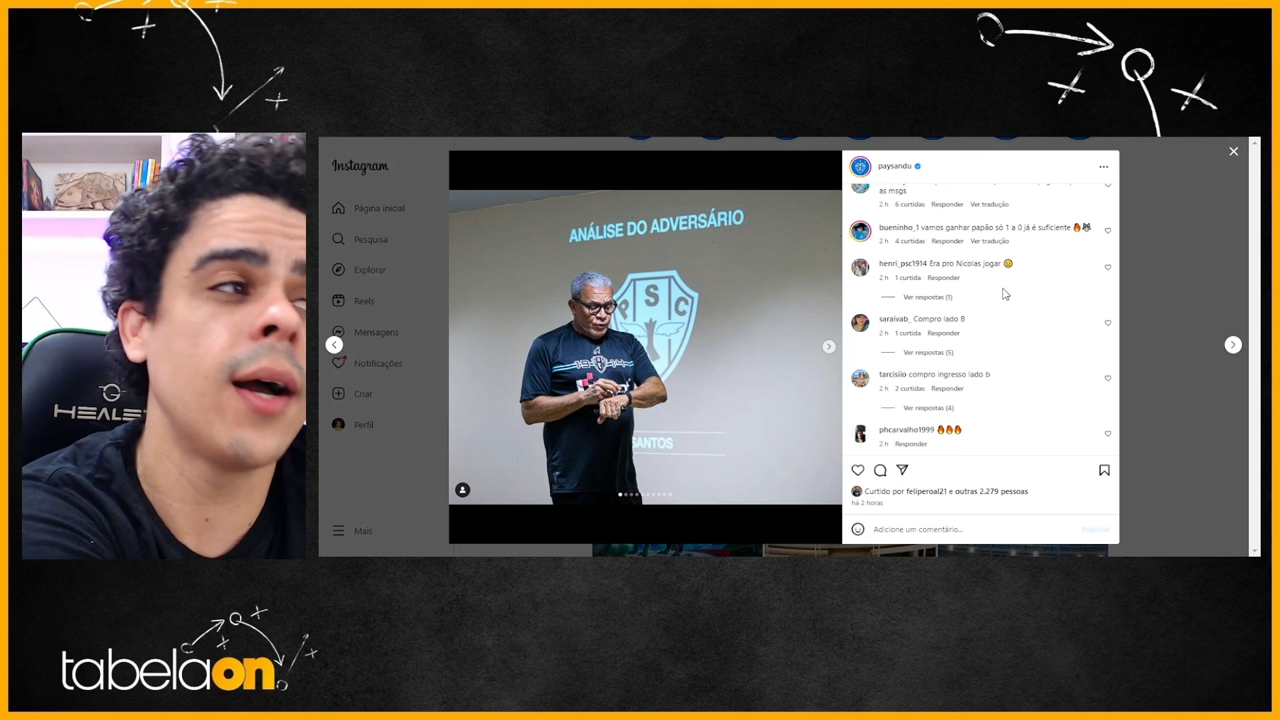 Instagram
Página inicial
Pesquisa
Explorar
Reels
Mensagens
Notificações
Criar
Perfil
Mais
HEALE
ANÁLISE DO ADVERSÁRIO
PSC
1944
SANTOS
paysandu
as msgs
2 h 6 curtidas Responder Ver tradução
bueninho_1 vamos ganhar papão só 1 a 0 já é suficiente 🔥🐺
2 h 4 curtidas Responder Ver tradução
henri_psc1914 Era pro Nicolas jogar 😕
2 h 1 curtida Responder
Ver respostas (1)
saraivab_ Compro lado B
2 h 1 curtida Responder
Ver respostas (5)
tarcisiio compro ingresso lado b
2 h 2 curtidas Responder
Ver respostas (4)
phcarvalho1999 🔥🔥🔥
2 h Responder
Curtido por feliperoal21 e outras 2.279 pessoas
há 2 horas
Adicione um comentário...
Publicar
tabelaon